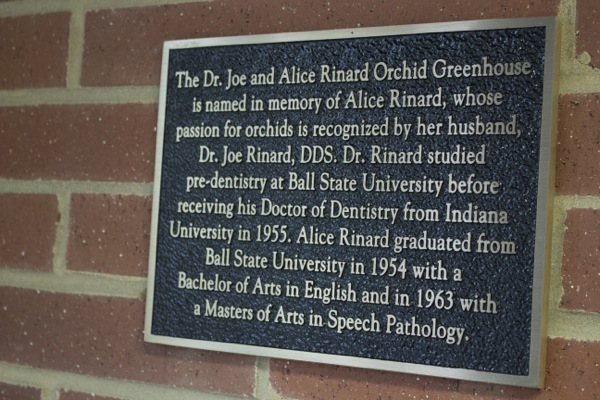 The Dr. Joe and Alice Rinard Orchid Greenhouse
is named in memory of Alice Rinard, whose
passion for orchids is recognized by her husband,
Dr. Joe Rinard, DDS. Dr. Rinard studied
pre-dentistry at Ball State University before
receiving his Doctor of Dentistry from Indiana
University in 1955. Alice Rinard graduated from
Ball State University in 1954 with a
Bachelor of Arts in English and in 1963 with
a Masters of Arts in Speech Pathology.